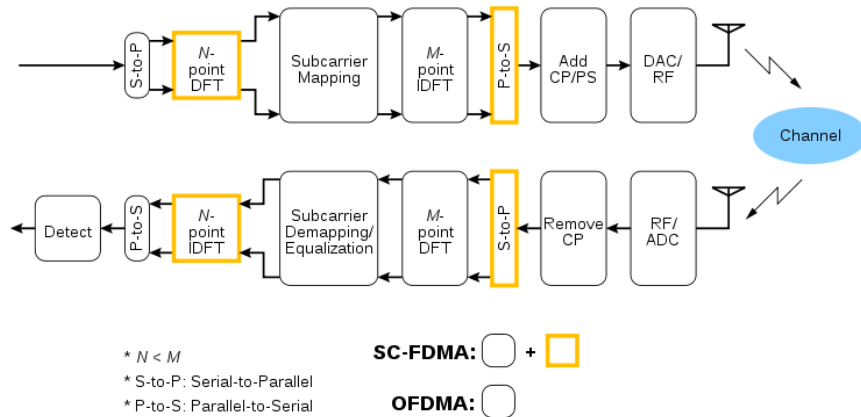 S-to-P
N-
point
DFT
Subcarrier
Mapping
M-
point
IDFT
P-to-S
Add
CP/PS
DAC/
RF
Channel
Detect
P-to-S
N-
point
IDFT
Subcarrier
Demapping/
Equalization
M-
point
DFT
S-to-P
Remove
CP
RF/
ADC
* N < M
* S-to-P: Serial-to-Parallel
* P-to-S: Parallel-to-Serial
SC-FDMA: +
OFDMA: